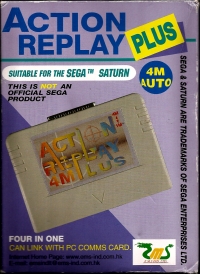 ACTION
REPLAY
PLUS
SUITABLE FOR THE SEGA™ SATURN
4M
AUTO
THIS IS NOT AN
OFFICIAL SEGA
PRODUCT
SEGA & SATURN ARE TRADEMARKS OF SEGA ENTERPRISES LTD.
ACTION
REPLAY
4M PLUS
FOUR IN ONE
CAN LINK WITH PC COMMS CARD.